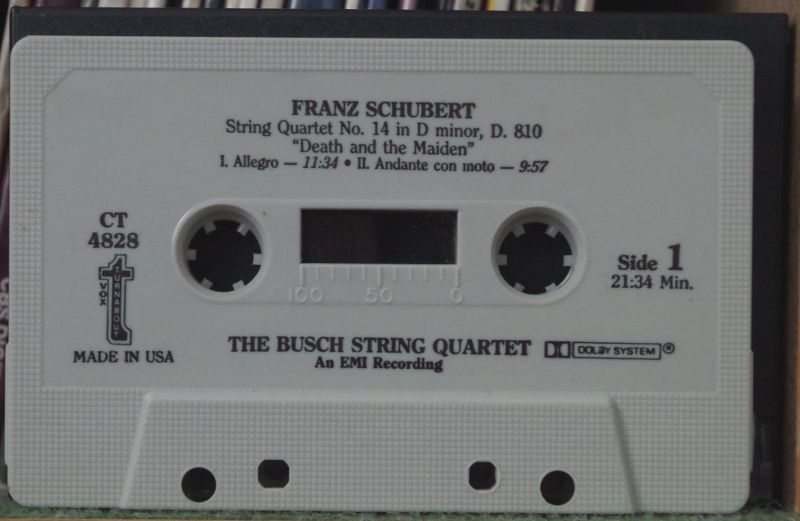 FRANZ SCHUBERT
String Quartet No. 14 in D minor, D. 810
"Death and the Maiden"
I. Allegro — 11:34 • II. Andante con moto — 9:57
CT
4828
VOX
TURNABOUT
MADE IN USA
100 50 0
Side 1
21:34 Min.
THE BUSCH STRING QUARTET
DOLBY SYSTEM®
An EMI Recording